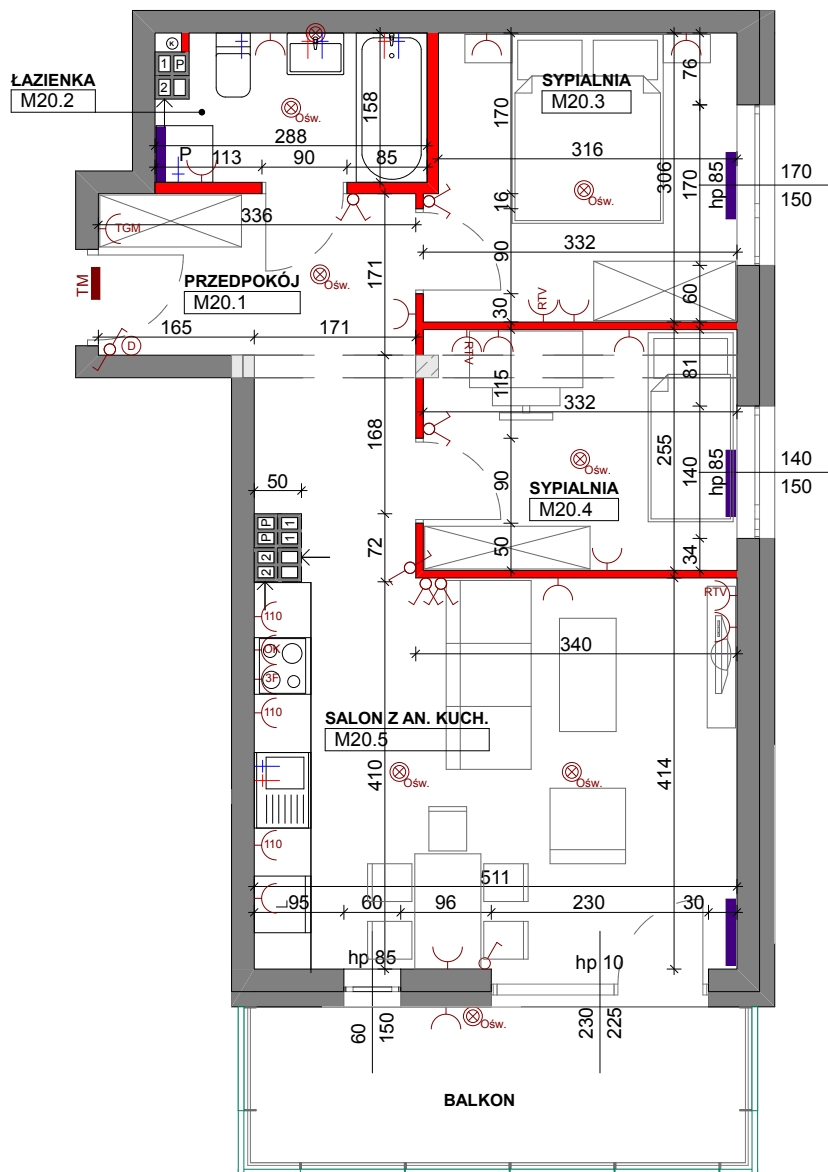 K
1 P
2
ŁAZIENKA
M20.2
158
Ośw.
288
P
113 90 85
170
SYPIALNIA
M20.3
76
316
306
170
hp 85
170
150
16
Ośw.
336
TGM
90
332
171
PRZEDPOKÓJ
M20.1
Ośw.
TM
30
RTV
60
165 171
D
RTV
115
81
332
168
255
140
hp 85
140
150
Ośw.
SYPIALNIA
M20.4
90
50
P 1
P 1
2
2
72
50
34
110
RTV
OK
340
3F
110
SALON Z AN. KUCH.
M20.5
410
Ośw.
Ośw.
414
110
511
95 60 96 230 30
hp 85
hp 10
60
150
Ośw.
230
225
BALKON